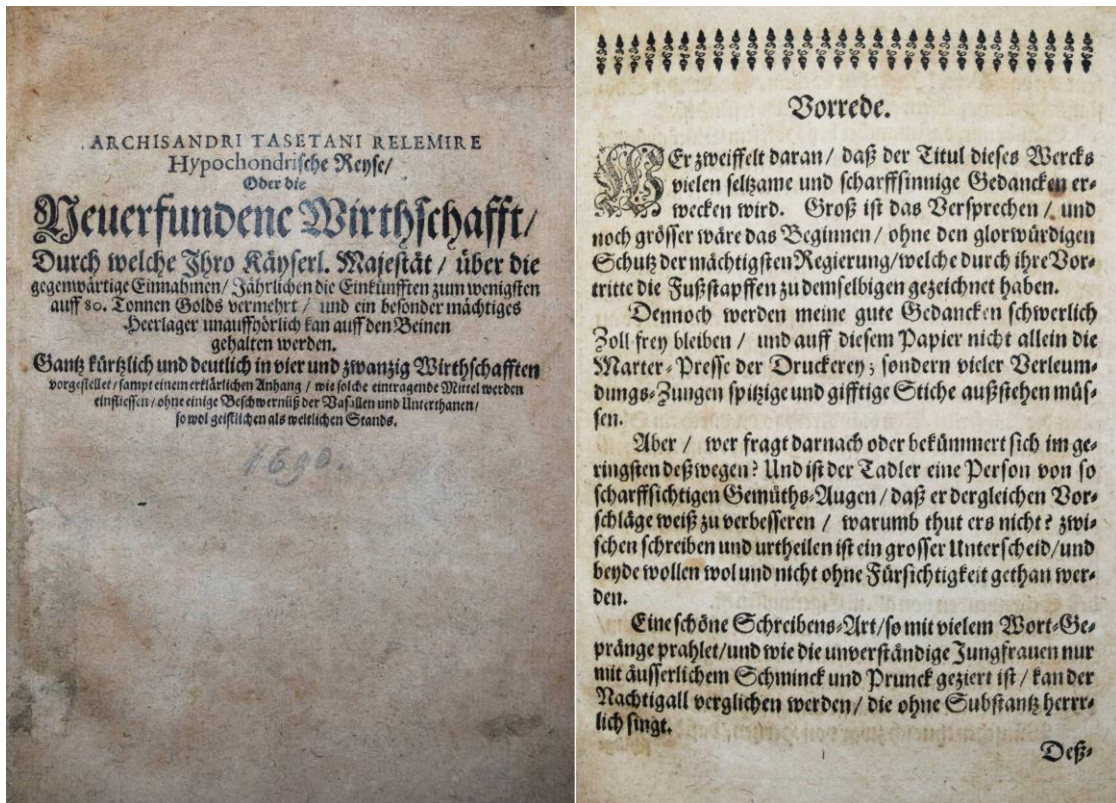 ARCHISANDRI TASETANI RELEMIRE
Hypochondrische Reyse/
Oder die
Neuerfundene Wirthschafft/
Durch welche Ihro Käyserl. Majestät / über die
gegenwärtige Einnahmen/ Jährlichen die Einkünfften zum wenigsten
auff 80. Tonnen Golds vermehrt / und ein besonder mächtiges
Heerlager unauffhörlich kan auff den Beinen
gehalten werden.
Gantz kürtzlich und deutlich in vier und zwanzig Wirthschafften
vorgestellet/ sampt einem erklärlichen Anhang / wie solche eintragende Mittel werden
einfliessen/ ohne einige Beschwernüß der Vasallen und Unterthanen/
so wol geistlichen als weltlichen Stands.
Vorrede.
WEr zweiffelt daran/ daß der Titul dieses Wercks
vielen seltzame und scharffsinnige Gedancken er-
wecken wird. Groß ist das Versprechen / und
noch grösser wäre das Beginnen / ohne den glorwürdigen
Schutz der mächtigsten Regierung/ welche durch ihre Vor-
tritte die Fußstapffen zu demselbigen gezeichnet haben.
Dennoch werden meine gute Gedancken schwerlich
Zoll frey bleiben / und auff diesem Papier nicht allein die
Marter-Presse der Druckerey; sondern vieler Verleum-
dungs-Zungen spitzige und gifftige Stiche außstehen müs-
sen.
Aber / wer fragt darnach oder bekümmert sich im ge-
ringsten deßwegen? Und ist der Tadler eine Person von so
scharffsichtigen Gemüths-Augen / daß er dergleichen Vor-
schläge weiß zu verbesseren / warumb thut ers nicht? zwi-
schen schreiben und urtheilen ist ein grosser Unterscheid/ und
beyde wollen wol und nicht ohne Fürsichtigkeit gethan wer-
den.
Eine schöne Schreibens-Art/ so mit vielem Wort-Ge-
pränge prahlet/ und wie die unverständige Jungfrauen nur
mit äusserlichem Schminck und Prunck geziert ist / kan der
Nachtigall verglichen werden/ die ohne Substantz herrr-
lich singt.
Deß-